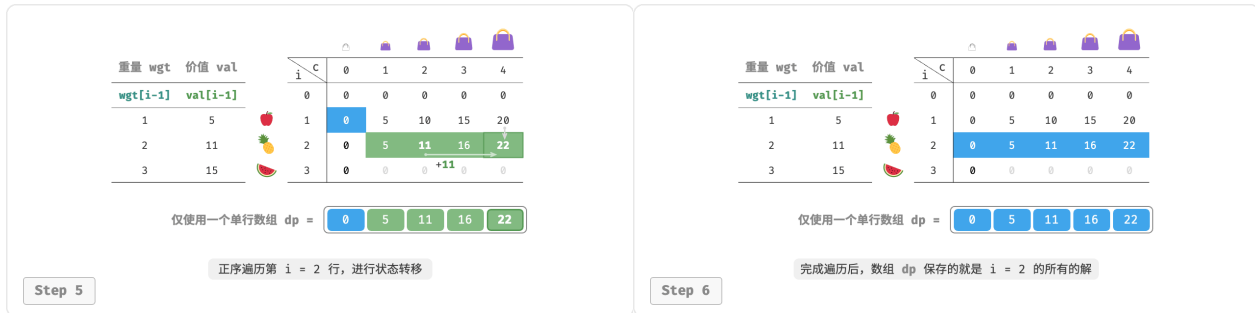 重量 wgt 价值 val
wgt[i-1] val[i-1]
1 5
2 11
3 15
i c 0 1 2 3 4
0 0 0 0 0 0
1 0 5 10 15 20
2 0 5 11 16 22
+11
3 0 0 0 0 0
仅使用一个单行数组 dp = 0 5 11 16 22
正序遍历第 i = 2 行，进行状态转移
Step 5
重量 wgt 价值 val
wgt[i-1] val[i-1]
1 5
2 11
3 15
i c 0 1 2 3 4
0 0 0 0 0 0
1 0 5 10 15 20
2 0 5 11 16 22
3 0 0 0 0 0
仅使用一个单行数组 dp = 0 5 11 16 22
完成遍历后，数组 dp 保存的就是 i = 2 的所有的解
Step 6